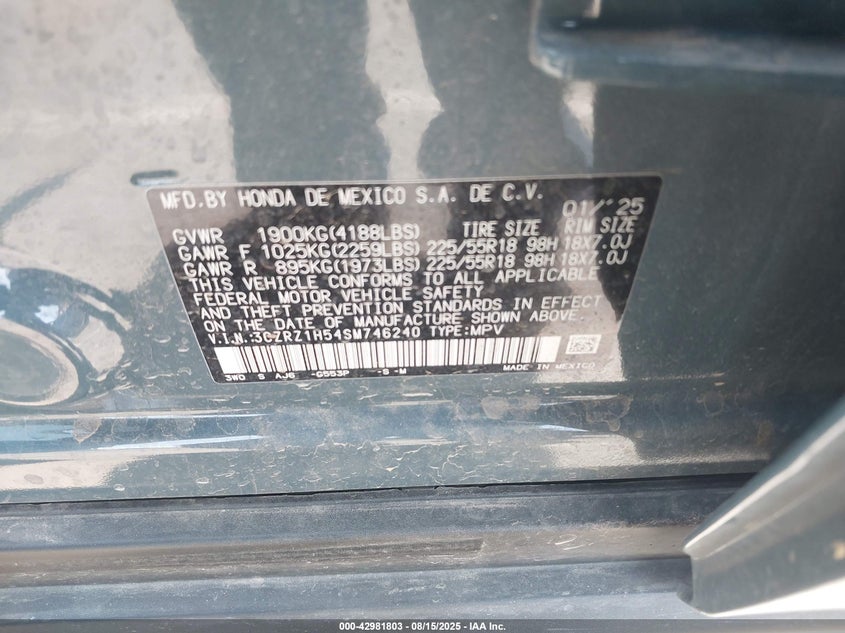 MFD.BY HONDA DE MEXICO S.A. DE C.V. 01/'25
GVWR 1900KG(4188LBS) TIRE SIZE RIM SIZE
GAWR F 1025KG(2259LBS) 225/55R18 98H 18X7.0J
GAWR R 895KG(1973LBS) 225/55R18 98H 18X7.0J
THIS VEHICLE CONFORMS TO ALL APPLICABLE
FEDERAL MOTOR VEHICLE SAFETY
AND THEFT PREVENTION STANDARDS IN EFFECT
ON THE DATE OF MANUFACTURE SHOWN ABOVE.
V.I.N. 3CZRZ1H54SM746240 TYPE:MPV
3W0 S AJ6 G553P -S -M MADE IN MEXICO
000-42981803 - 08/15/2025 - IAA Inc.